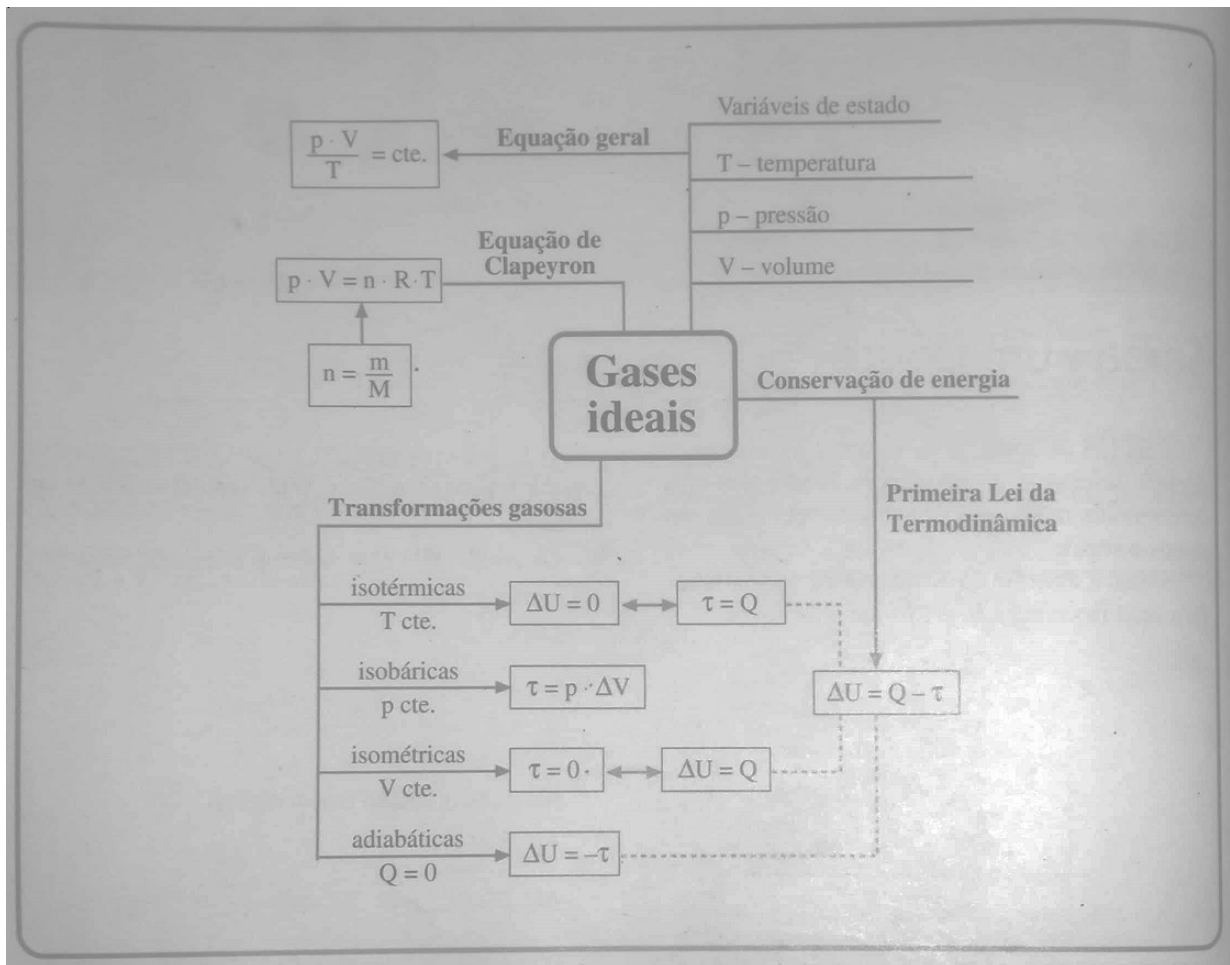 Variáveis de estado
T – temperatura
p – pressão
V – volume
Equação geral
p · V
T
= cte.
Equação de
Clapeyron
p · V = n · R · T
n = m
M
Gases
ideais
Conservação de energia
Primeira Lei da
Termodinâmica
ΔU = Q – τ
Transformações gasosas
isotérmicas
T cte.
ΔU = 0
τ = Q
isobáricas
p cte.
τ = p · ΔV
isométricas
V cte.
τ = 0
ΔU = Q
adiabáticas
Q = 0
ΔU = –τ